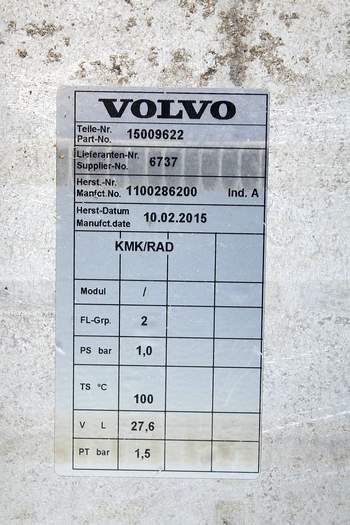 VOLVO
Teile-Nr.
Part-No. 15009622
Lieferanten-Nr.
Supplier-No. 6737
Herst.-Nr.
Manfct.No. 1100286200 Ind. A
Herst-Datum
Manufct.date 10.02.2015
KMK/RAD
Modul /
FL-Grp. 2
PS bar 1,0
TS °C 100
V L 27,6
PT bar 1,5